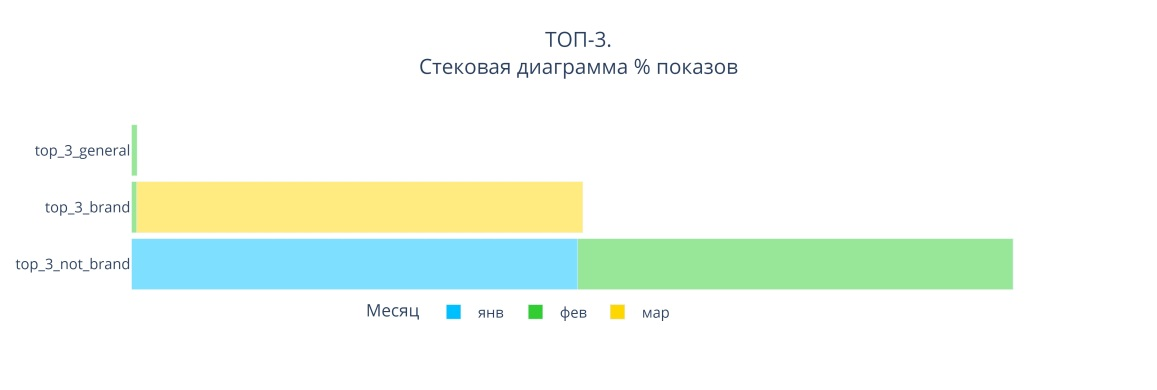 ТОП-3.
Стековая диаграмма % показов
top_3_general
top_3_brand
top_3_not_brand
Месяц янв фев мар